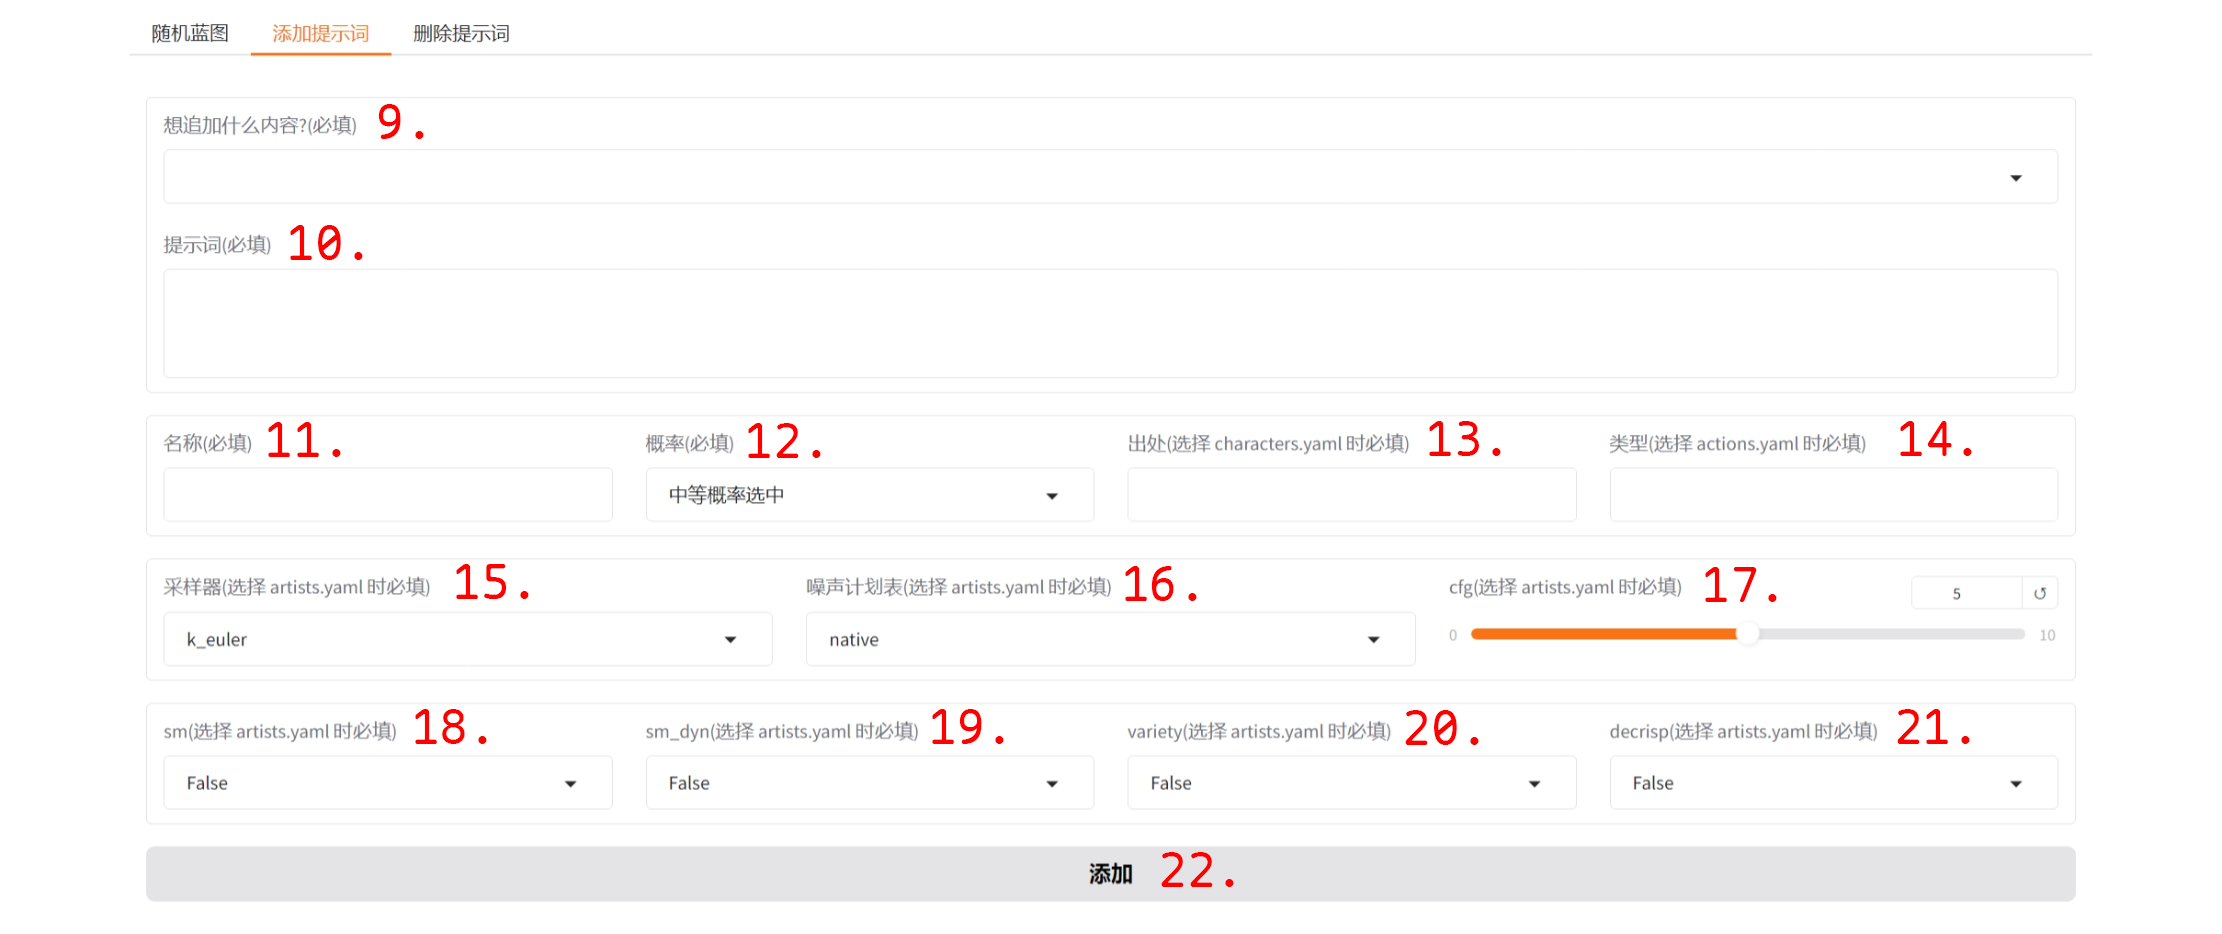 随机蓝图 添加提示词 删除提示词
想追加什么内容?(必填) 9.
提示词(必填) 10.
名称(必填) 11. 概率(必填) 12. 出处(选择 characters.yaml 时必填) 13. 类型(选择 actions.yaml 时必填) 14.
中等概率选中
采样器(选择 artists.yaml 时必填) 15. 噪声计划表(选择 artists.yaml 时必填) 16. cfg(选择 artists.yaml 时必填) 17. 5 ↺
k_euler native 0 10
sm(选择 artists.yaml 时必填) 18. sm_dyn(选择 artists.yaml 时必填) 19. variety(选择 artists.yaml 时必填) 20. decrisp(选择 artists.yaml 时必填) 21.
False False False False
添加 22.